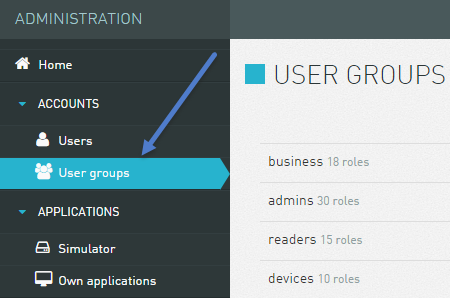 ADMINISTRATION
Home
ACCOUNTS
Users
User groups
APPLICATIONS
Simulator
Own applications
USER GROUPS
business 18 roles
admins 30 roles
readers 15 roles
devices 10 roles